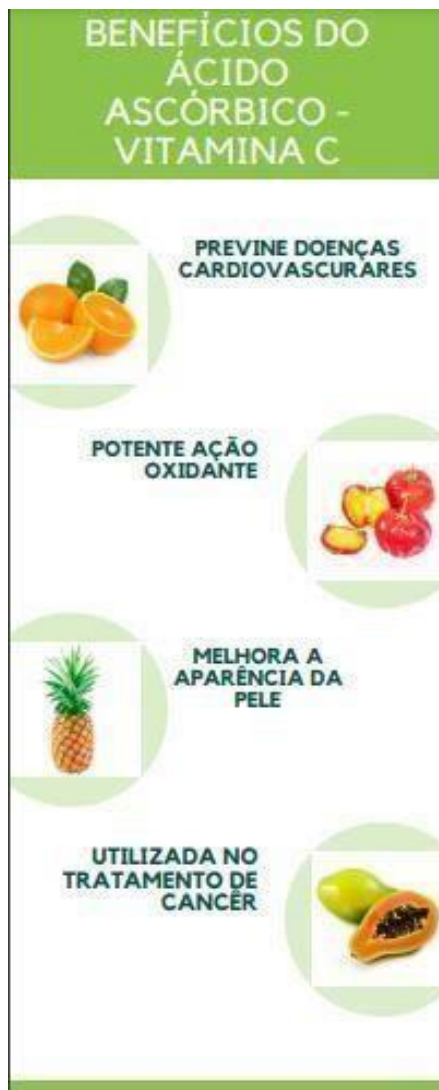 BENEFÍCIOS DO
ÁCIDO
ASCÓRBICO -
VITAMINA C
PREVINE DOENÇAS
CARDIOVASCURARES
POTENTE AÇÃO
OXIDANTE
MELHORA A
APARÊNCIA DA
PELE
UTILIZADA NO
TRATAMENTO DE
CANCÊR